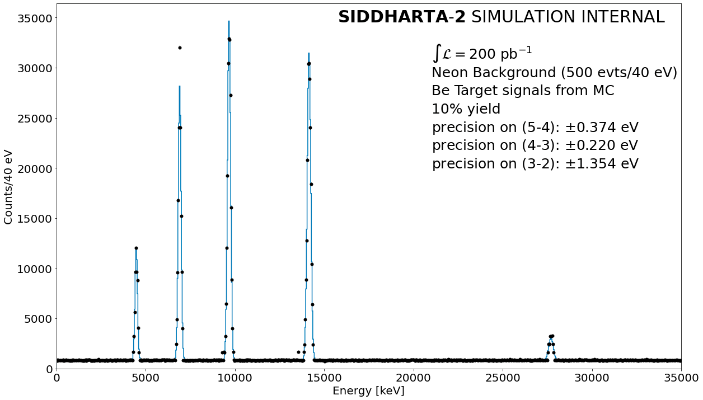 SIDDHARTA-2 SIMULATION INTERNAL
∫ℒ = 200 pb⁻¹
Neon Background (500 evts/40 eV)
Be Target signals from MC
10% yield
precision on (5-4): ±0.374 eV
precision on (4-3): ±0.220 eV
precision on (3-2): ±1.354 eV
Counts/40 eV
35000
30000
25000
20000
15000
10000
5000
0
0 5000 10000 15000 20000 25000 30000 35000
Energy [keV]